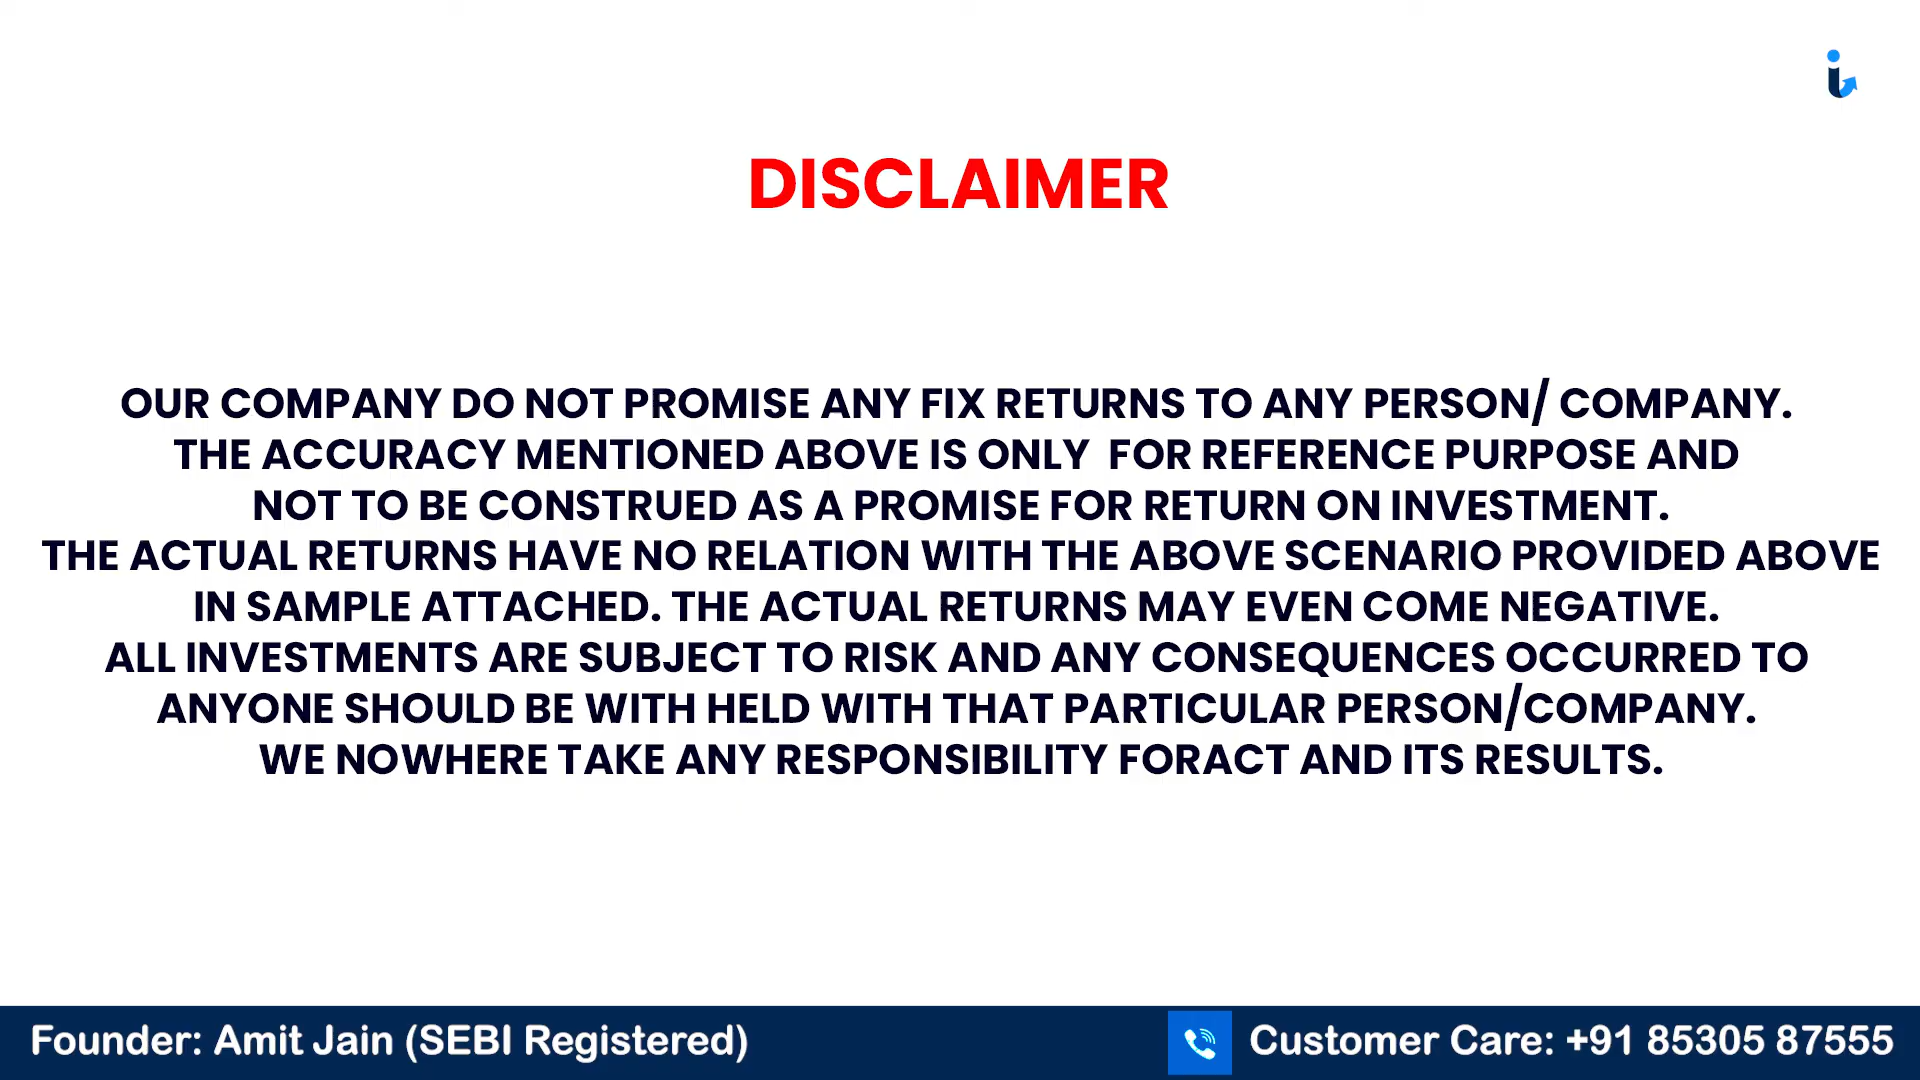 DISCLAIMER
OUR COMPANY DO NOT PROMISE ANY FIX RETURNS TO ANY PERSON/ COMPANY.
THE ACCURACY MENTIONED ABOVE IS ONLY  FOR REFERENCE PURPOSE AND
NOT TO BE CONSTRUED AS A PROMISE FOR RETURN ON INVESTMENT.
THE ACTUAL RETURNS HAVE NO RELATION WITH THE ABOVE SCENARIO PROVIDED ABOVE
IN SAMPLE ATTACHED. THE ACTUAL RETURNS MAY EVEN COME NEGATIVE.
ALL INVESTMENTS ARE SUBJECT TO RISK AND ANY CONSEQUENCES OCCURRED TO
ANYONE SHOULD BE WITH HELD WITH THAT PARTICULAR PERSON/COMPANY.
WE NOWHERE TAKE ANY RESPONSIBILITY FORACT AND ITS RESULTS.
Founder: Amit Jain (SEBI Registered)
Customer Care: +91 85305 87555